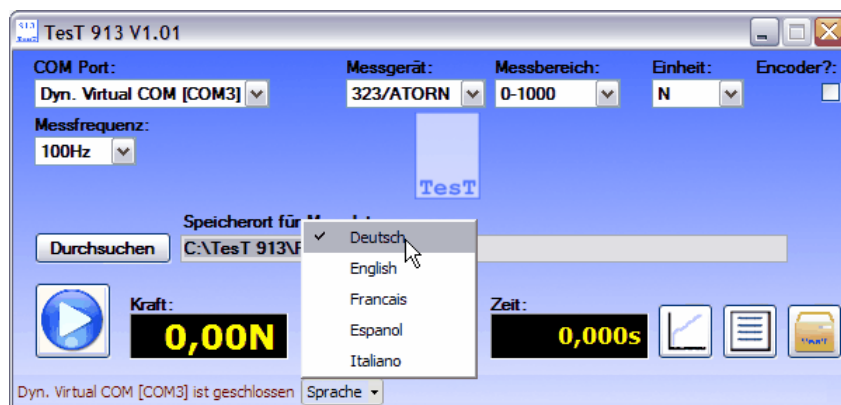 TesT 913 V1.01
COM Port: Messgerät: Messbereich: Einheit: Encoder?:
Dyn. Virtual COM [COM3] 323/ATORN 0-1000 N
Messfrequenz:
100Hz
TesT
Speicherort für
Durchsuchen C:\TesT 913\
Deutsch
English
Francais
Espanol
Italiano
Kraft: Zeit:
0,00N 0,000s
Dyn. Virtual COM [COM3] ist geschlossen Sprache